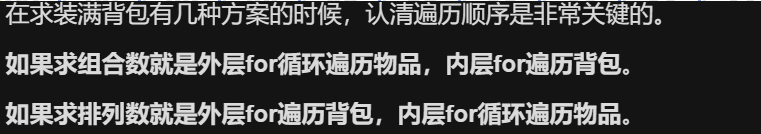 在求装满背包有几种方案的时候，认清遍历顺序是非常关键的。
如果求组合数就是外层for循环遍历物品，内层for遍历背包。
如果求排列数就是外层for遍历背包，内层for循环遍历物品。